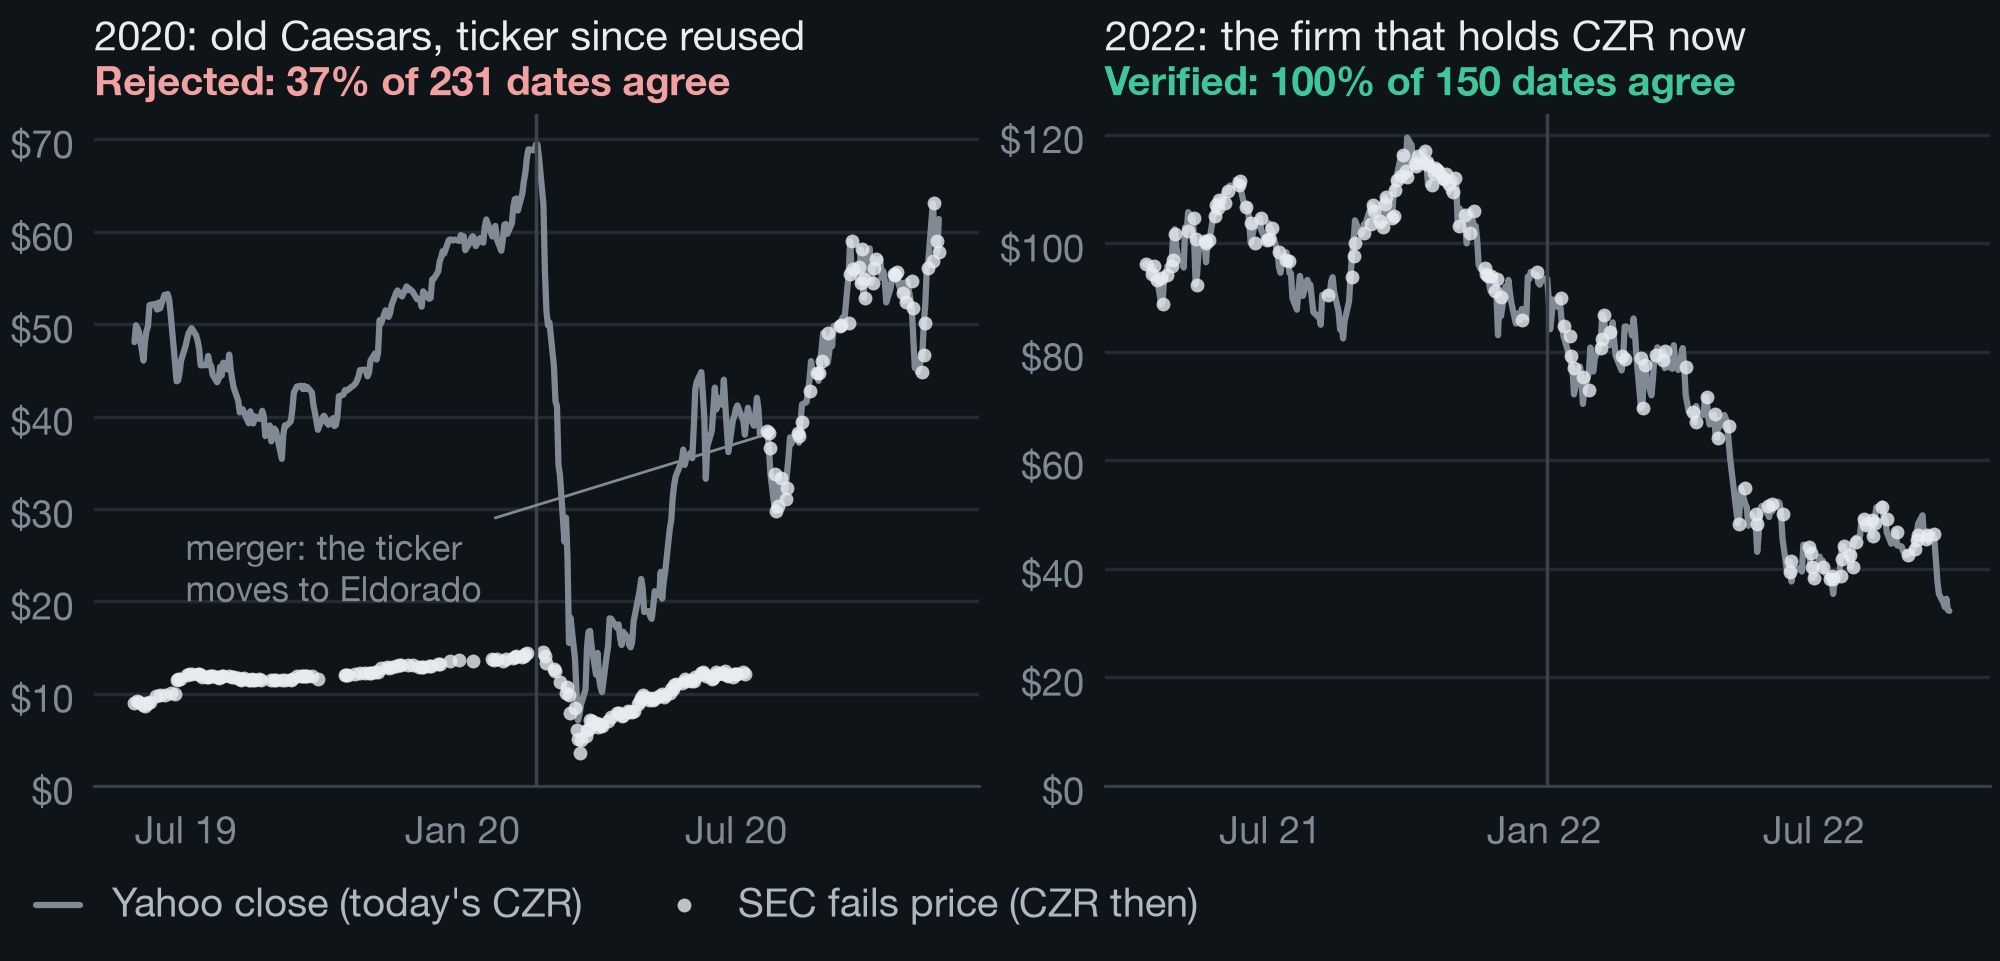 2020: old Caesars, ticker since reused
Rejected: 37% of 231 dates agree
$70
$60
$50
$40
$30
$20
$10
$0
merger: the ticker
moves to Eldorado
Jul 19
Jan 20
Jul 20
2022: the firm that holds CZR now
Verified: 100% of 150 dates agree
$120
$100
$80
$60
$40
$20
$0
Jul 21
Jan 22
Jul 22
Yahoo close (today's CZR)
SEC fails price (CZR then)